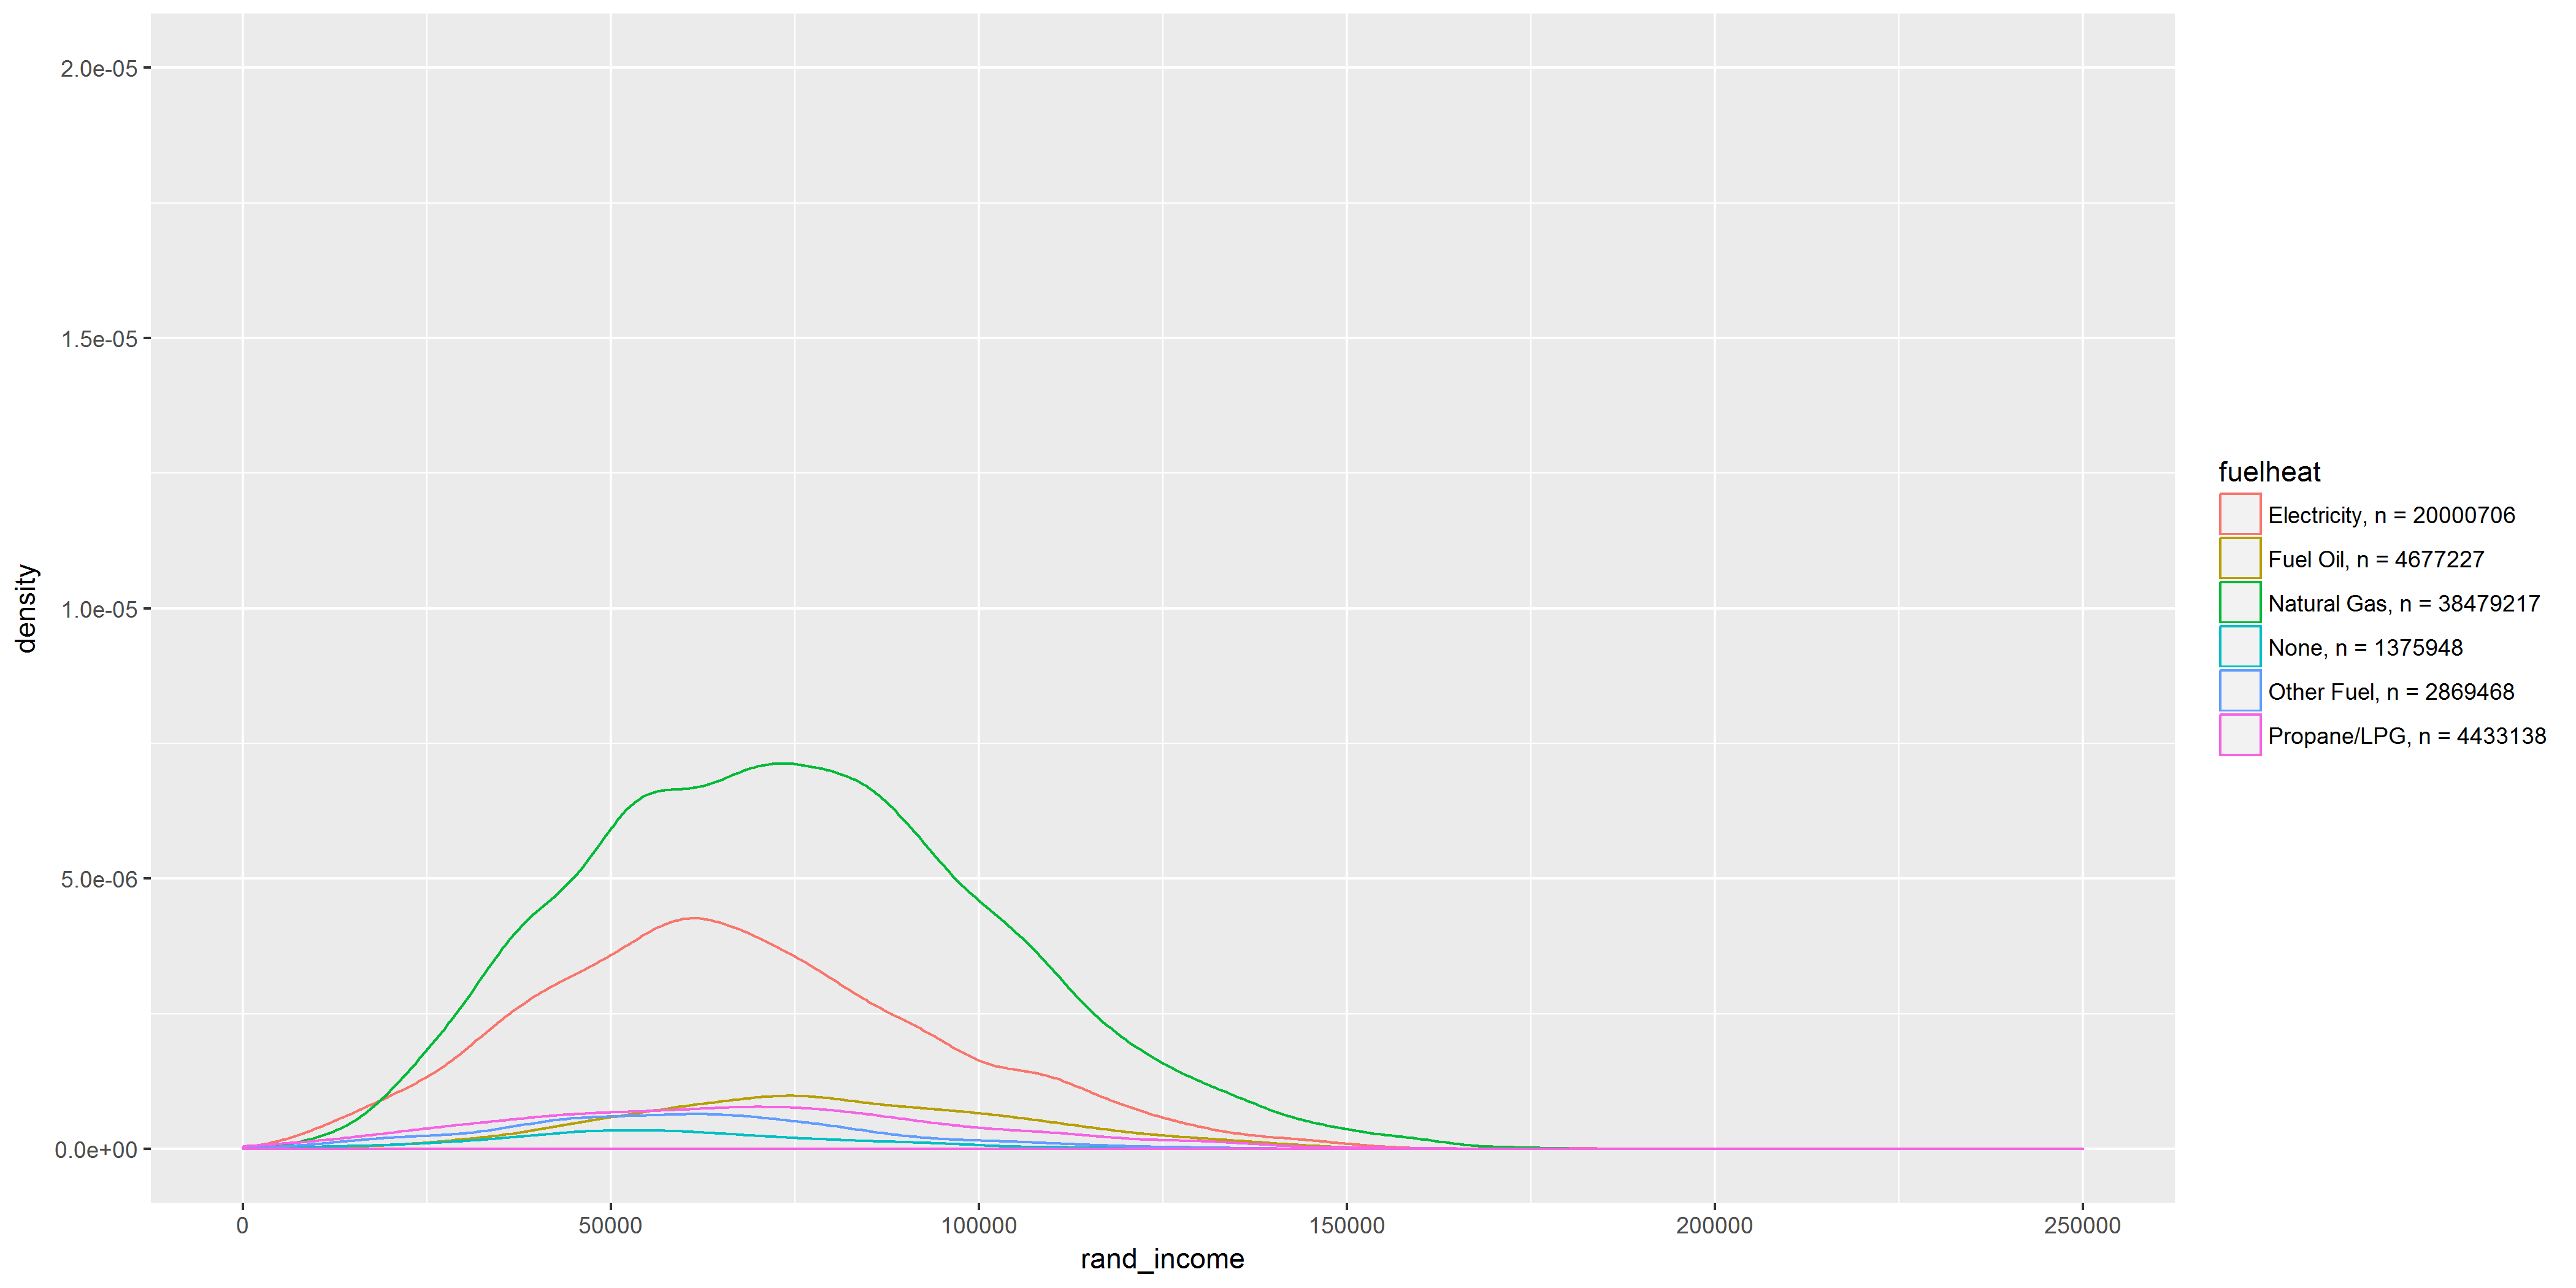 2.0e-05
1.5e-05
1.0e-05
5.0e-06
0.0e+00
density
0 50000 100000 150000 200000 250000
rand_income
fuelheat
Electricity, n = 20000706
Fuel Oil, n = 4677227
Natural Gas, n = 38479217
None, n = 1375948
Other Fuel, n = 2869468
Propane/LPG, n = 4433138